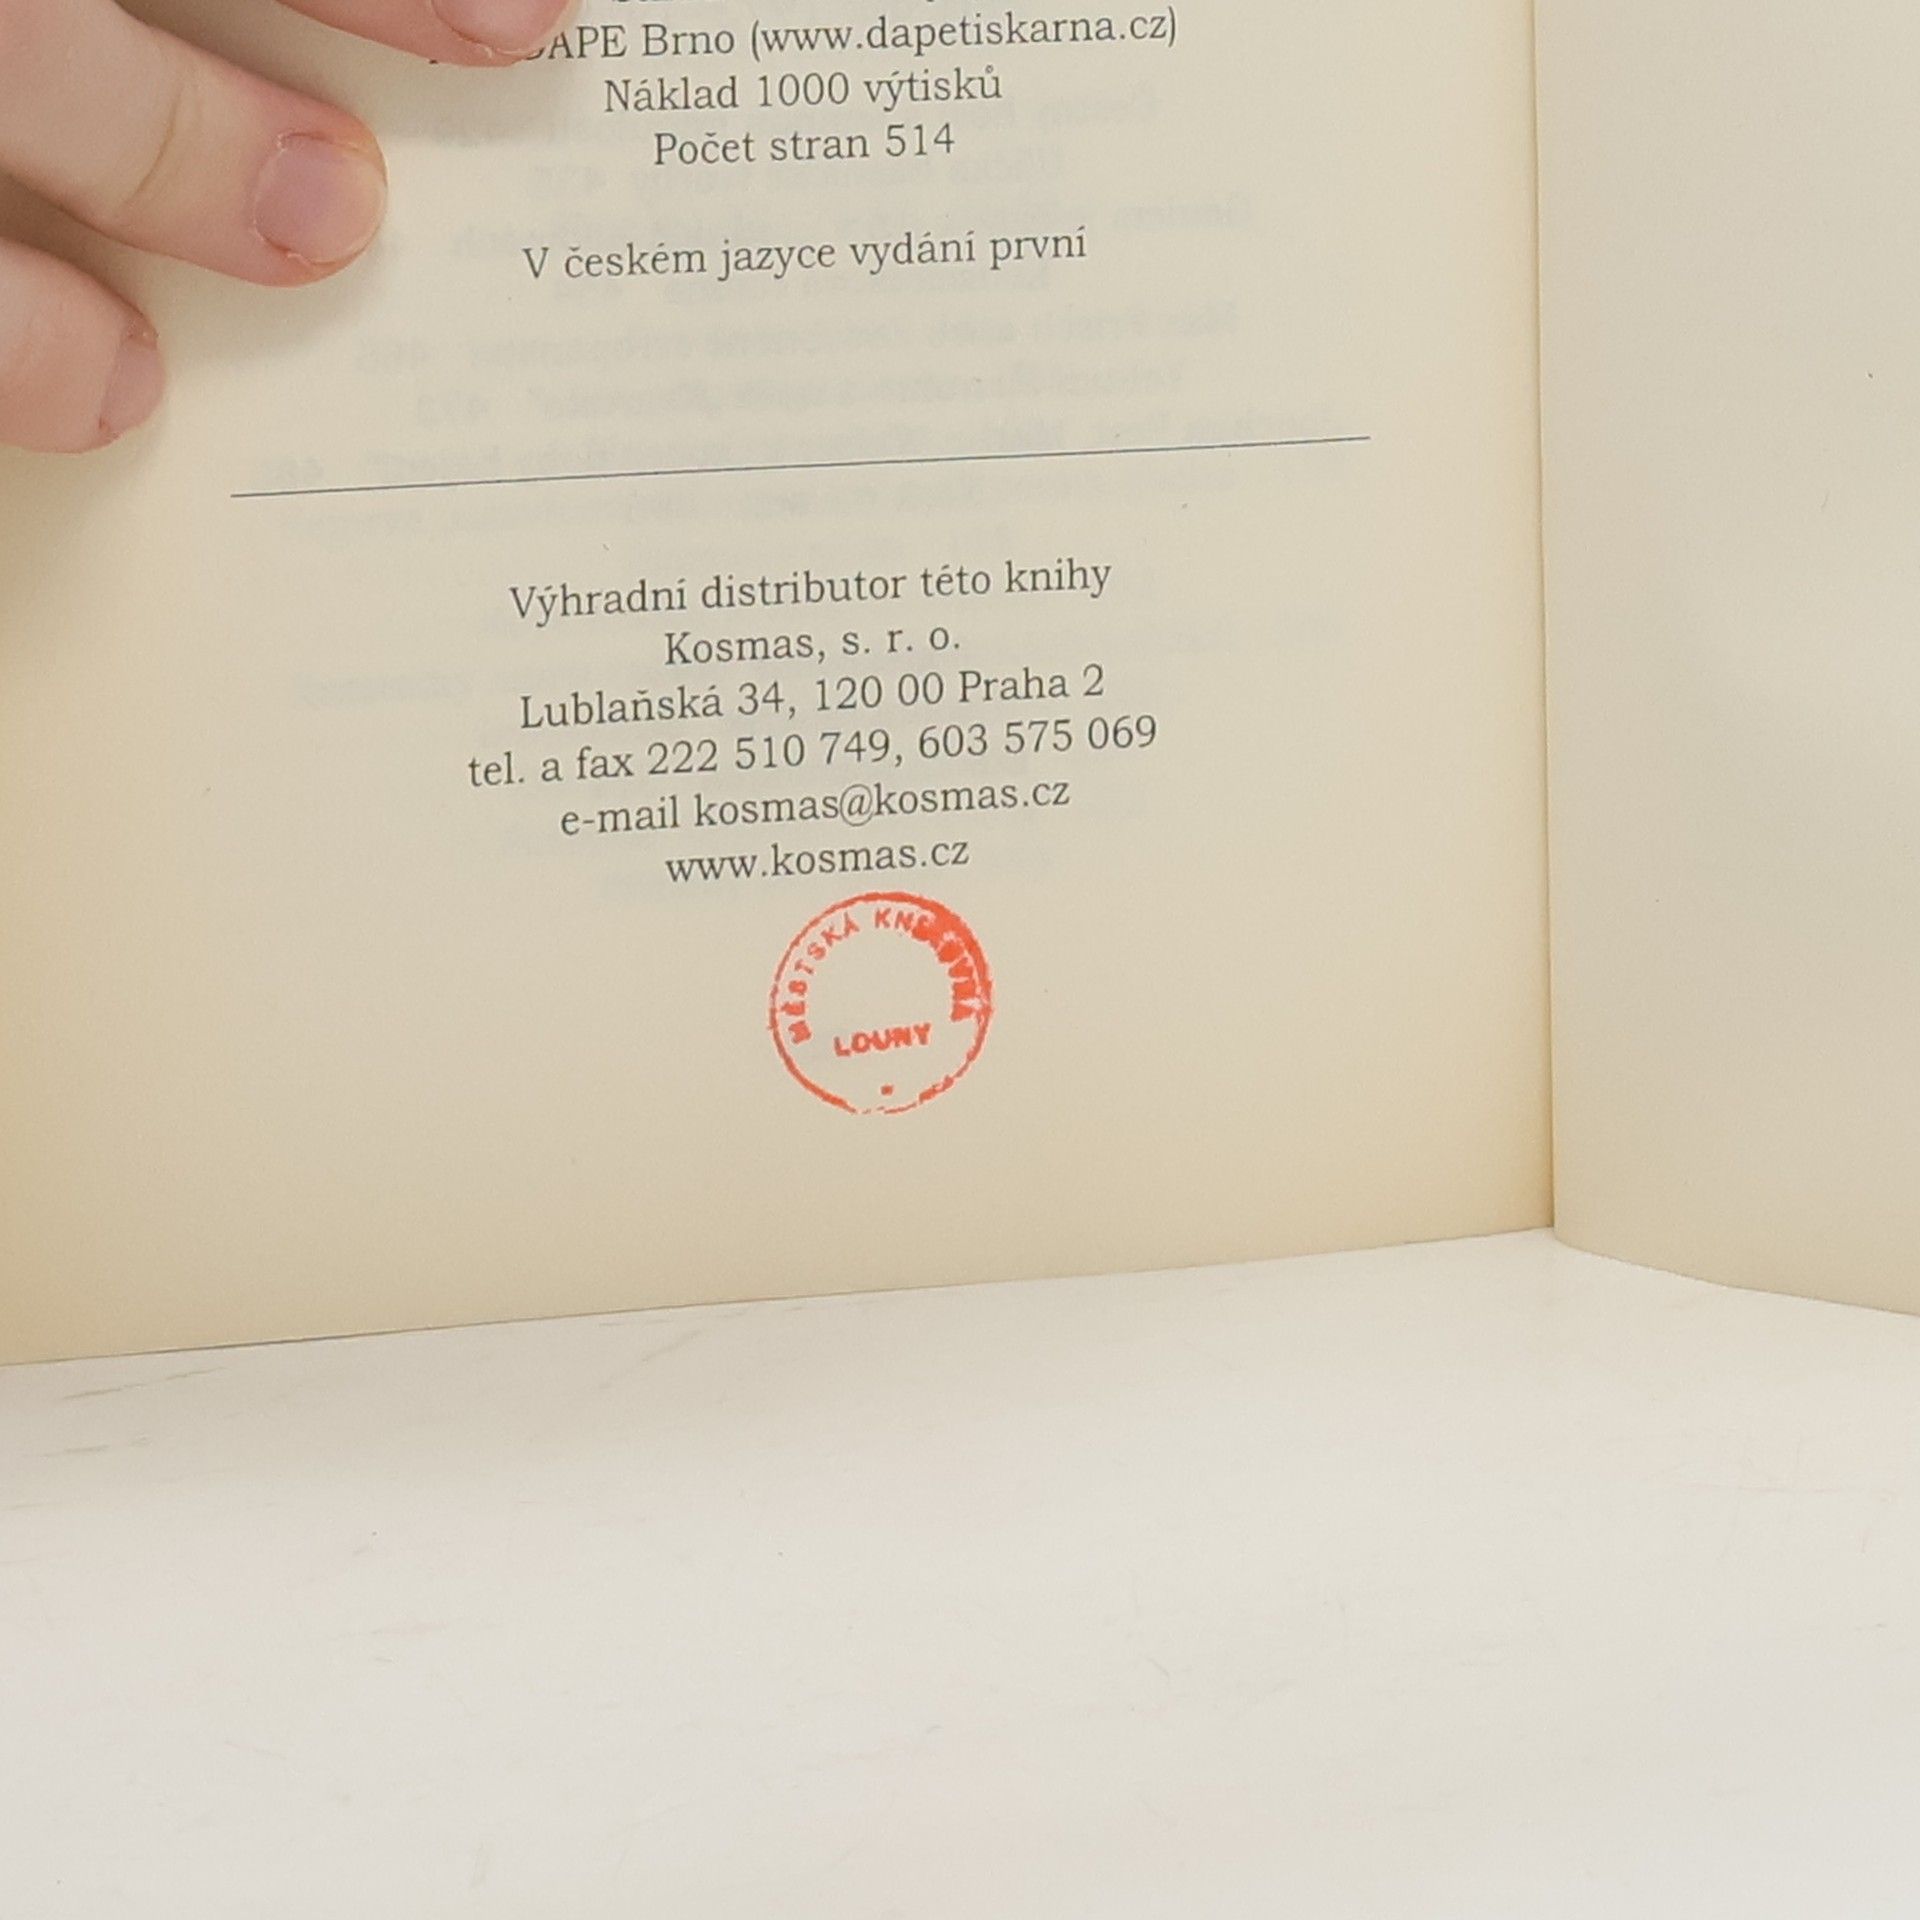 DAPE Brno (www.dapetiskarna.cz)
Náklad 1000 výtisků
Počet stran 514
V českém jazyce vydání první
Výhradní distributor této knihy
Kosmas, s. r. o.
Lublaňská 34, 120 00 Praha 2
tel. a fax 222 510 749, 603 575 069
e-mail kosmas@kosmas.cz
www.kosmas.cz
MĚSTSKÁ KNIHOVNA
LOUNY